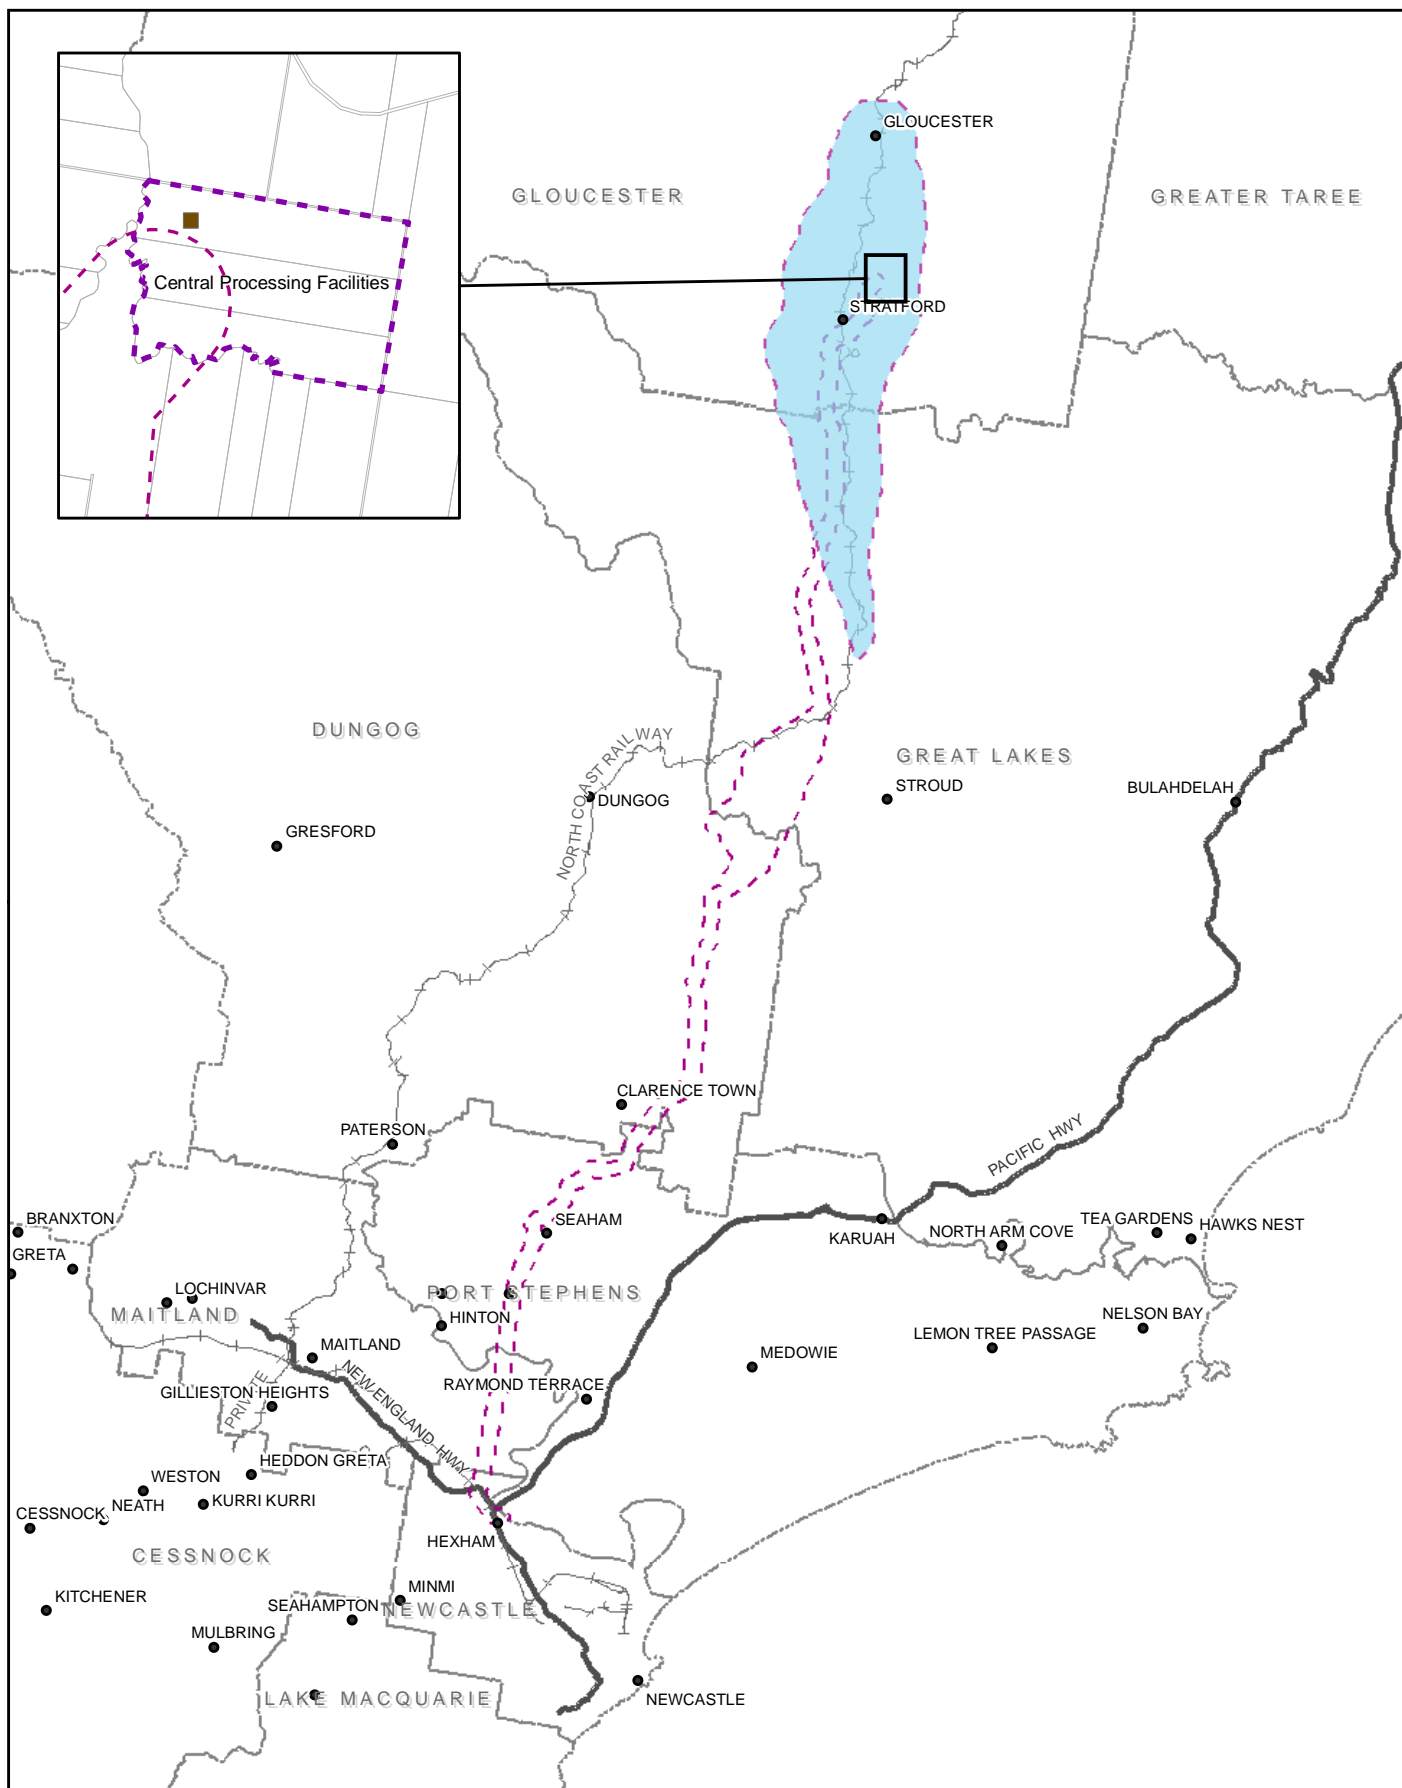 GLOUCESTER
GLOUCESTER
GREATER TAREE
Central Processing Facilities
STRATFORD
DUNGOG
NORTH COAST RAILWAY
GREAT LAKES
STROUD
BULAHDELAH
DUNGOG
GRESFORD
CLARENCE TOWN
PATERSON
PACIFIC HWY
BRANXTON
SEAHAM
KARUAH
NORTH ARM COVE
TEA GARDENS
HAWKS NEST
GRETA
LOCHINVAR
PORT STEPHENS
MAITLAND
HINTON
NELSON BAY
LEMON TREE PASSAGE
MAITLAND
MEDOWIE
NEW ENGLAND HWY
RAYMOND TERRACE
GILLIESTON HEIGHTS
PRIVATE
HEDDON GRETA
WESTON
KURRI KURRI
NEATH
CESSNOCK
HEXHAM
CESSNOCK
KITCHENER
MINMI
SEAHAMPTON
NEWCASTLE
MULBRING
LAKE MACQUARIE
NEWCASTLE